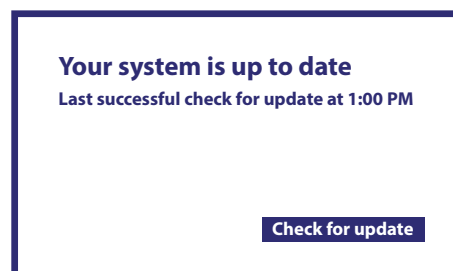 Your system is up to date
Last successful check for update at 1:00 PM
Check for update